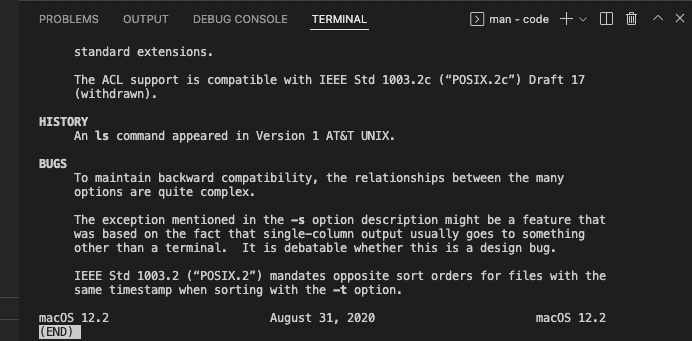 PROBLEMS OUTPUT DEBUG CONSOLE TERMINAL man - code
standard extensions.
The ACL support is compatible with IEEE Std 1003.2c (“POSIX.2c”) Draft 17
(withdrawn).
HISTORY
An ls command appeared in Version 1 AT&T UNIX.
BUGS
To maintain backward compatibility, the relationships between the many
options are quite complex.
The exception mentioned in the -s option description might be a feature that
was based on the fact that single-column output usually goes to something
other than a terminal. It is debatable whether this is a design bug.
IEEE Std 1003.2 (“POSIX.2”) mandates opposite sort orders for files with the
same timestamp when sorting with the -t option.
macOS 12.2 August 31, 2020 macOS 12.2
(END)